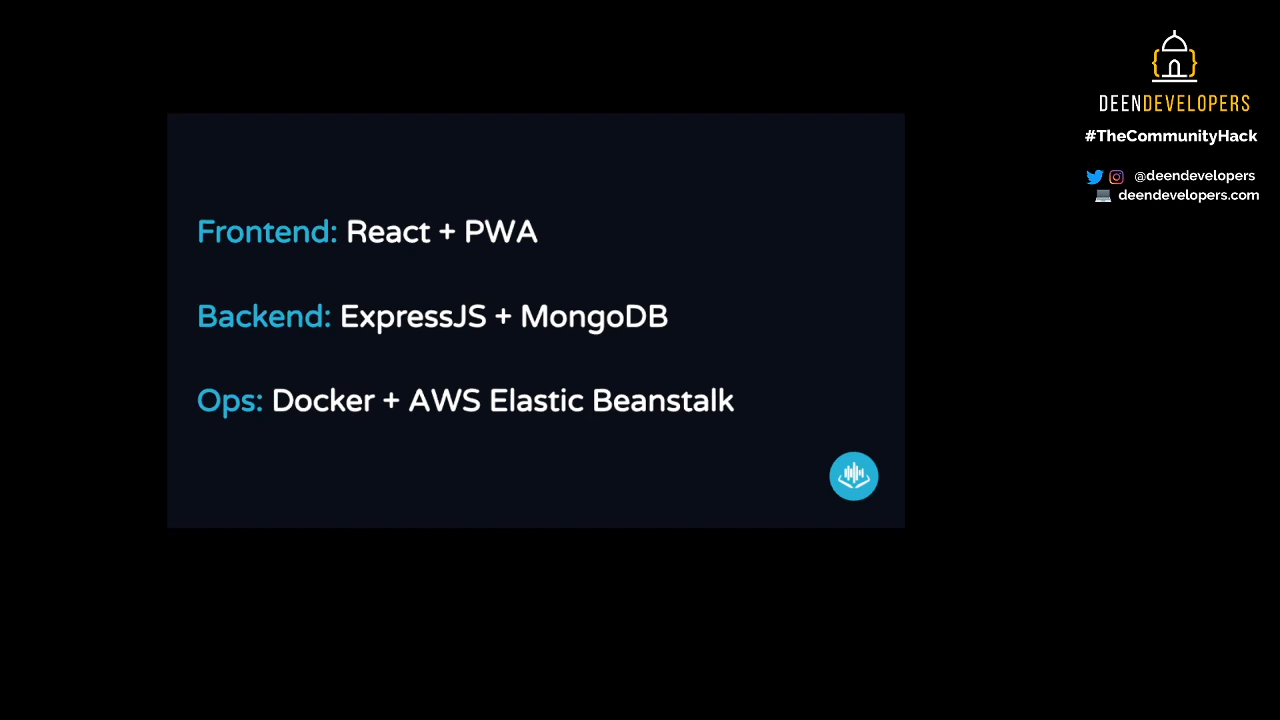 Frontend: React + PWA
Backend: ExpressJS + MongoDB
Ops: Docker + AWS Elastic Beanstalk
DEENDEVELOPERS
#TheCommunityHack
@deendevelopers
deendevelopers.com